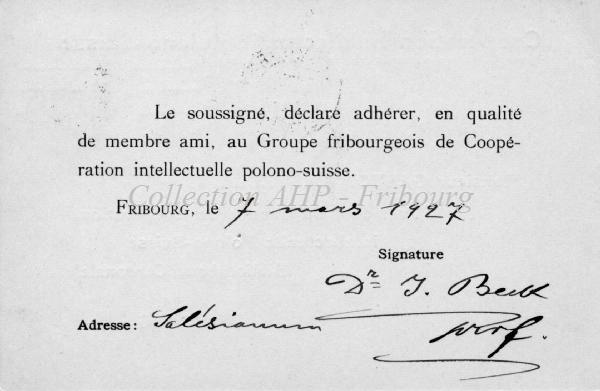 Le soussigné, déclare adhérer, en qualité
de membre ami, au Groupe fribourgeois de Coopé-
ration intellectuelle polono-suisse.
Collection AHP - Fribourg
FRIBOURG, le 7 mars 1927
Signature
Dr J. Beck
Adresse: Salésianum
prof.